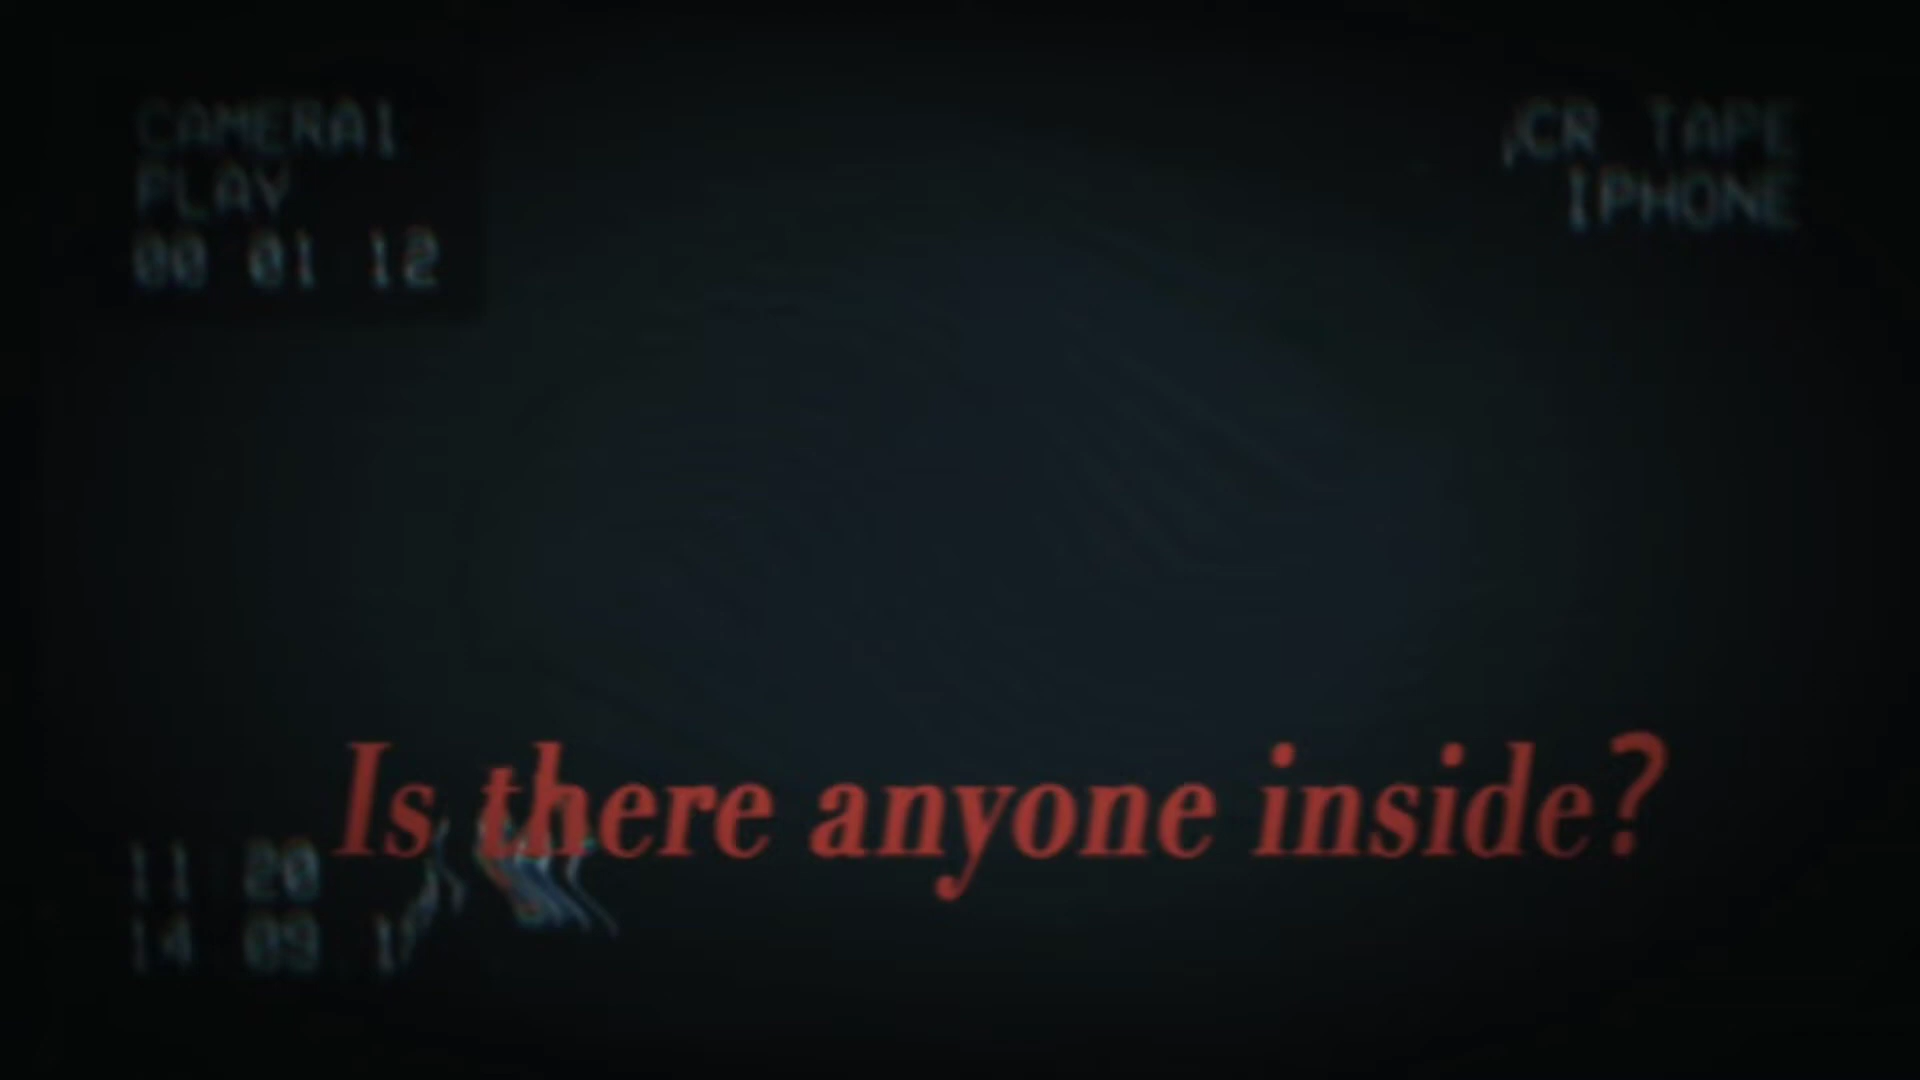 CAMERA1
PLAY
00 01 12
CR TAPE
IPHONE
Is there anyone inside?
11 20
14 09